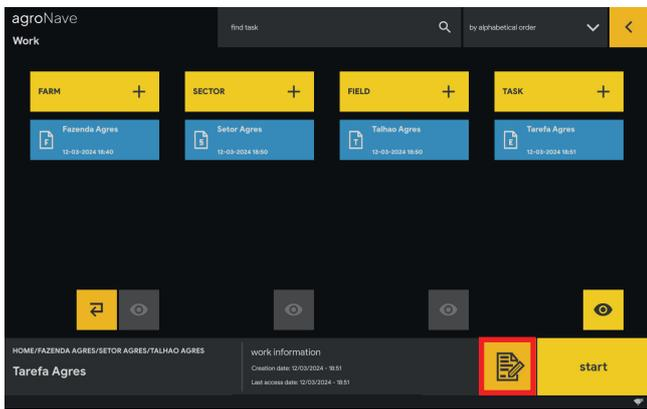 agroNave
Work
find task
by alphabetical order
FARM
SECTOR
FIELD
TASK
F
Fazenda Agres
12-03-2024 18:40
S
Setor Agres
12-03-2024 18:50
T
Talhao Agres
12-03-2024 18:50
E
Tarefa Agres
12-03-2024 18:51
HOME/FAZENDA AGRES/SETOR AGRES/TALHAO AGRES
Tarefa Agres
work information
Creation date: 12/03/2024 - 18:51
Last access date: 12/03/2024 - 18:51
start